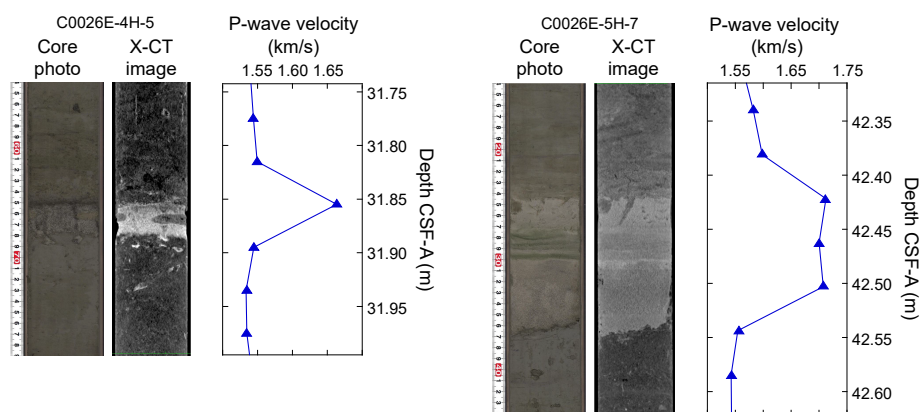 C0026E-4H-5
Core photo
X-CT image
P-wave velocity (km/s)
1.55 1.60 1.65
31.75
31.80
31.85
31.90
31.95
Depth CSF-A (m)
C0026E-5H-7
Core photo
X-CT image
P-wave velocity (km/s)
1.55 1.65 1.75
42.35
42.40
42.45
42.50
42.55
42.60
Depth CSF-A (m)